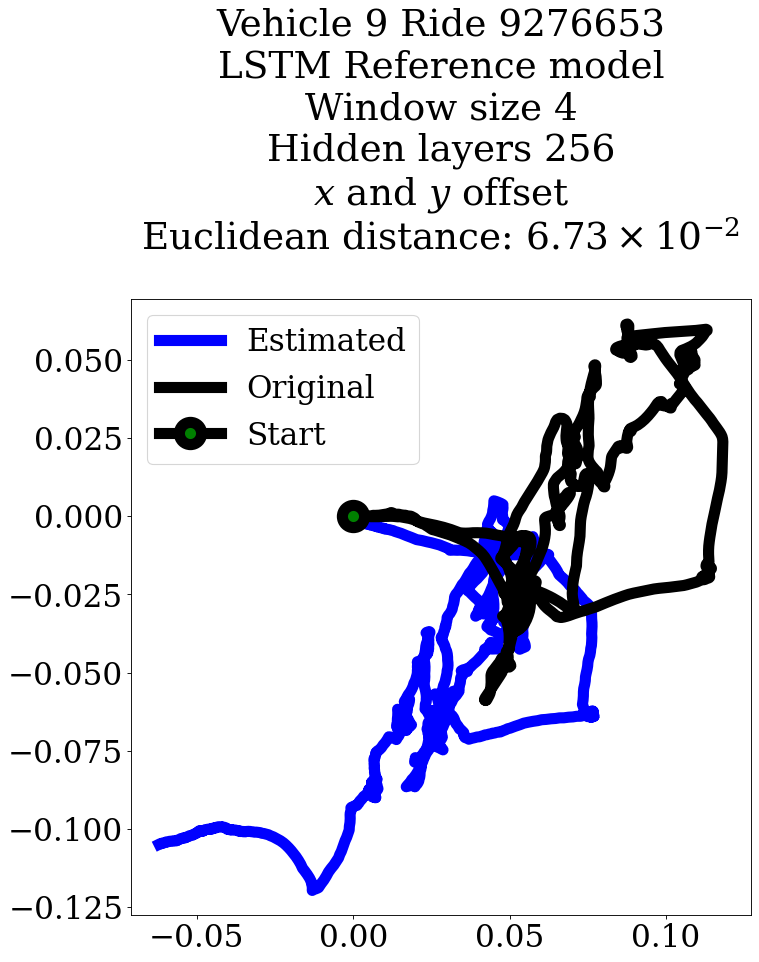 Vehicle 9 Ride 9276653
LSTM Reference model
Window size 4
Hidden layers 256
x and y offset
Euclidean distance: 6.73 × 10⁻²
Estimated
Original
Start
0.050
0.025
0.000
−0.025
−0.050
−0.075
−0.100
−0.125
−0.05 0.00 0.05 0.10